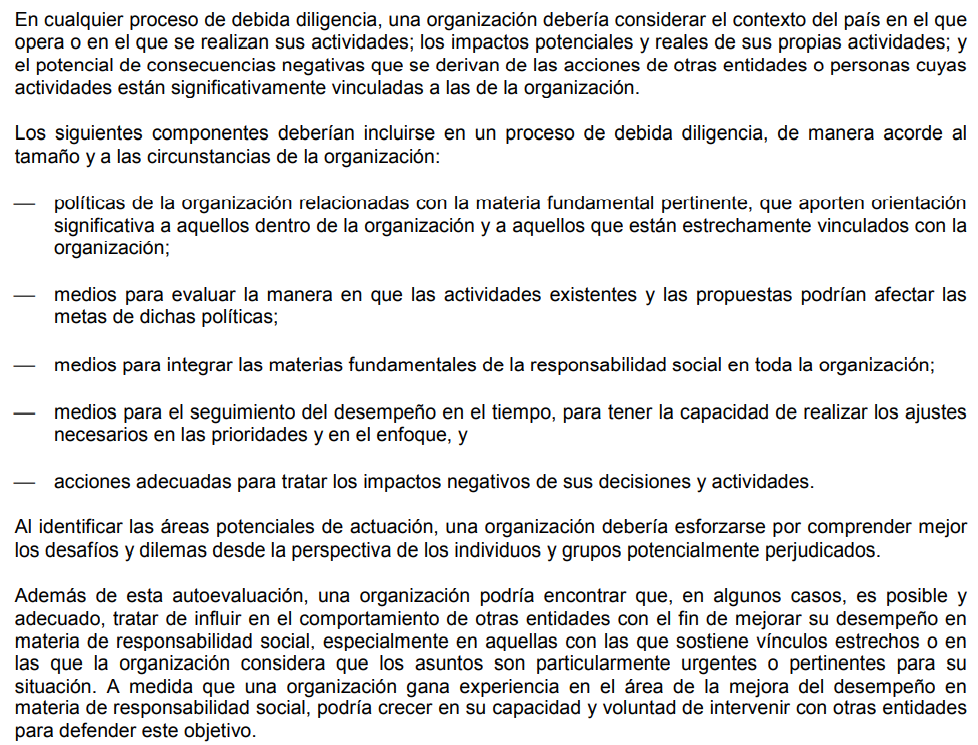 En cualquier proceso de debida diligencia, una organización debería considerar el contexto del país en el que
opera o en el que se realizan sus actividades; los impactos potenciales y reales de sus propias actividades; y
el potencial de consecuencias negativas que se derivan de las acciones de otras entidades o personas cuyas
actividades están significativamente vinculadas a las de la organización.
Los siguientes componentes deberían incluirse en un proceso de debida diligencia, de manera acorde al
tamaño y a las circunstancias de la organización:
— políticas de la organización relacionadas con la materia fundamental pertinente, que aporten orientación
significativa a aquellos dentro de la organización y a aquellos que están estrechamente vinculados con la
organización;
— medios para evaluar la manera en que las actividades existentes y las propuestas podrían afectar las
metas de dichas políticas;
— medios para integrar las materias fundamentales de la responsabilidad social en toda la organización;
— medios para el seguimiento del desempeño en el tiempo, para tener la capacidad de realizar los ajustes
necesarios en las prioridades y en el enfoque, y
— acciones adecuadas para tratar los impactos negativos de sus decisiones y actividades.
Al identificar las áreas potenciales de actuación, una organización debería esforzarse por comprender mejor
los desafíos y dilemas desde la perspectiva de los individuos y grupos potencialmente perjudicados.
Además de esta autoevaluación, una organización podría encontrar que, en algunos casos, es posible y
adecuado, tratar de influir en el comportamiento de otras entidades con el fin de mejorar su desempeño en
materia de responsabilidad social, especialmente en aquellas con las que sostiene vínculos estrechos o en
las que la organización considera que los asuntos son particularmente urgentes o pertinentes para su
situación. A medida que una organización gana experiencia en el área de la mejora del desempeño en
materia de responsabilidad social, podría crecer en su capacidad y voluntad de intervenir con otras entidades
para defender este objetivo.